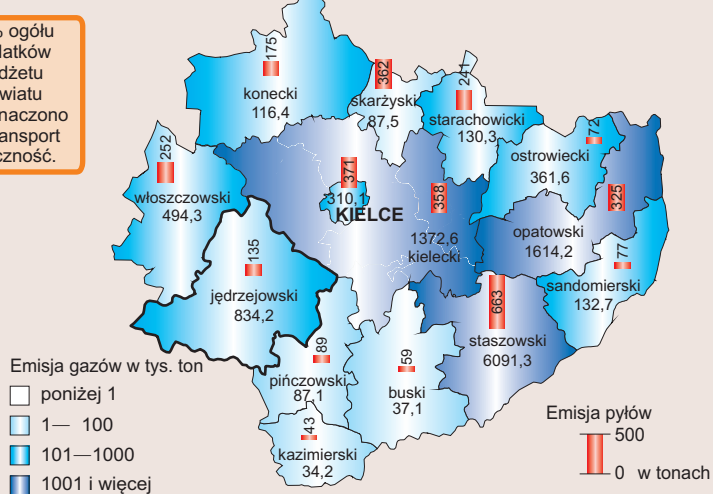 ogółu
datków
dżetu
wiatu
naczono
ansport
czność.
175
konecki
116,4
362
skarżyski
87,5
241
starachowicki
130,3
72
ostrowiecki
361,6
252
włoszczowski
494,3
371
310,1
KIELCE
358
1372,6
kielecki
325
opatowski
1614,2
77
sandomierski
132,7
135
jędrzejowski
834,2
663
staszowski
6091,3
89
pińczowski
87,1
59
buski
37,1
43
kazimierski
34,2
Emisja gazów w tys. ton
poniżej 1
1— 100
101—1000
1001 i więcej
Emisja pyłów
500
0 w tonach